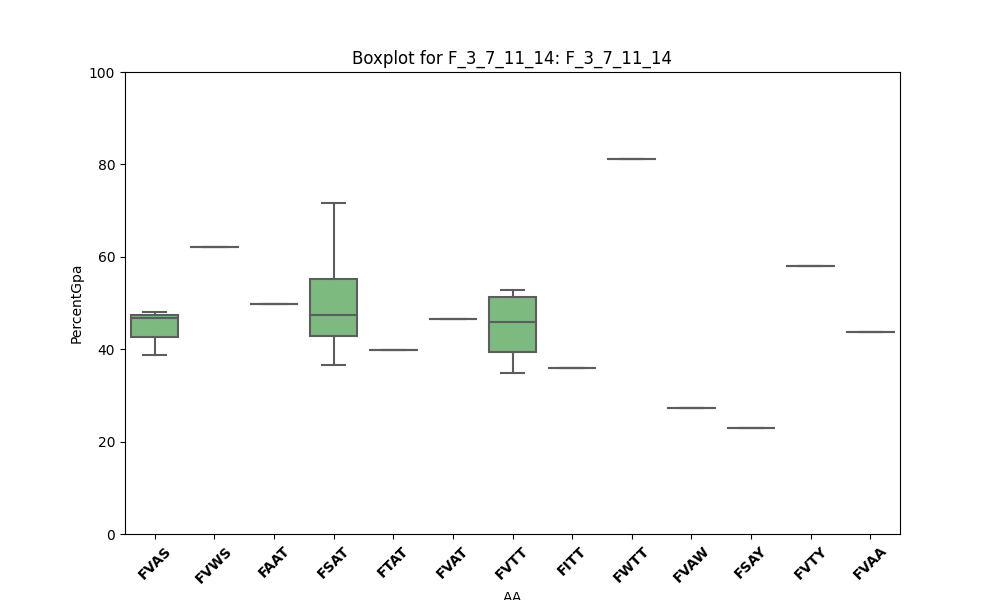 Boxplot for F_3_7_11_14: F_3_7_11_14
PercentGpa
100
80
60
40
20
0
FVAS FVWS FAAT FSAT FTAT FVAT FVTT FITT FWTT FVAW FSAY FVTY FVAA
AA